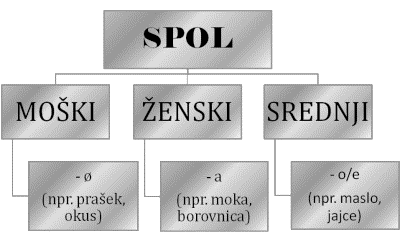 SPOL
MOŠKI
ŽENSKI
SREDNJI
- ø
(npr. prašek,
okus)
- a
(npr. moka,
borovnica)
- o/e
(npr. maslo,
jajce)